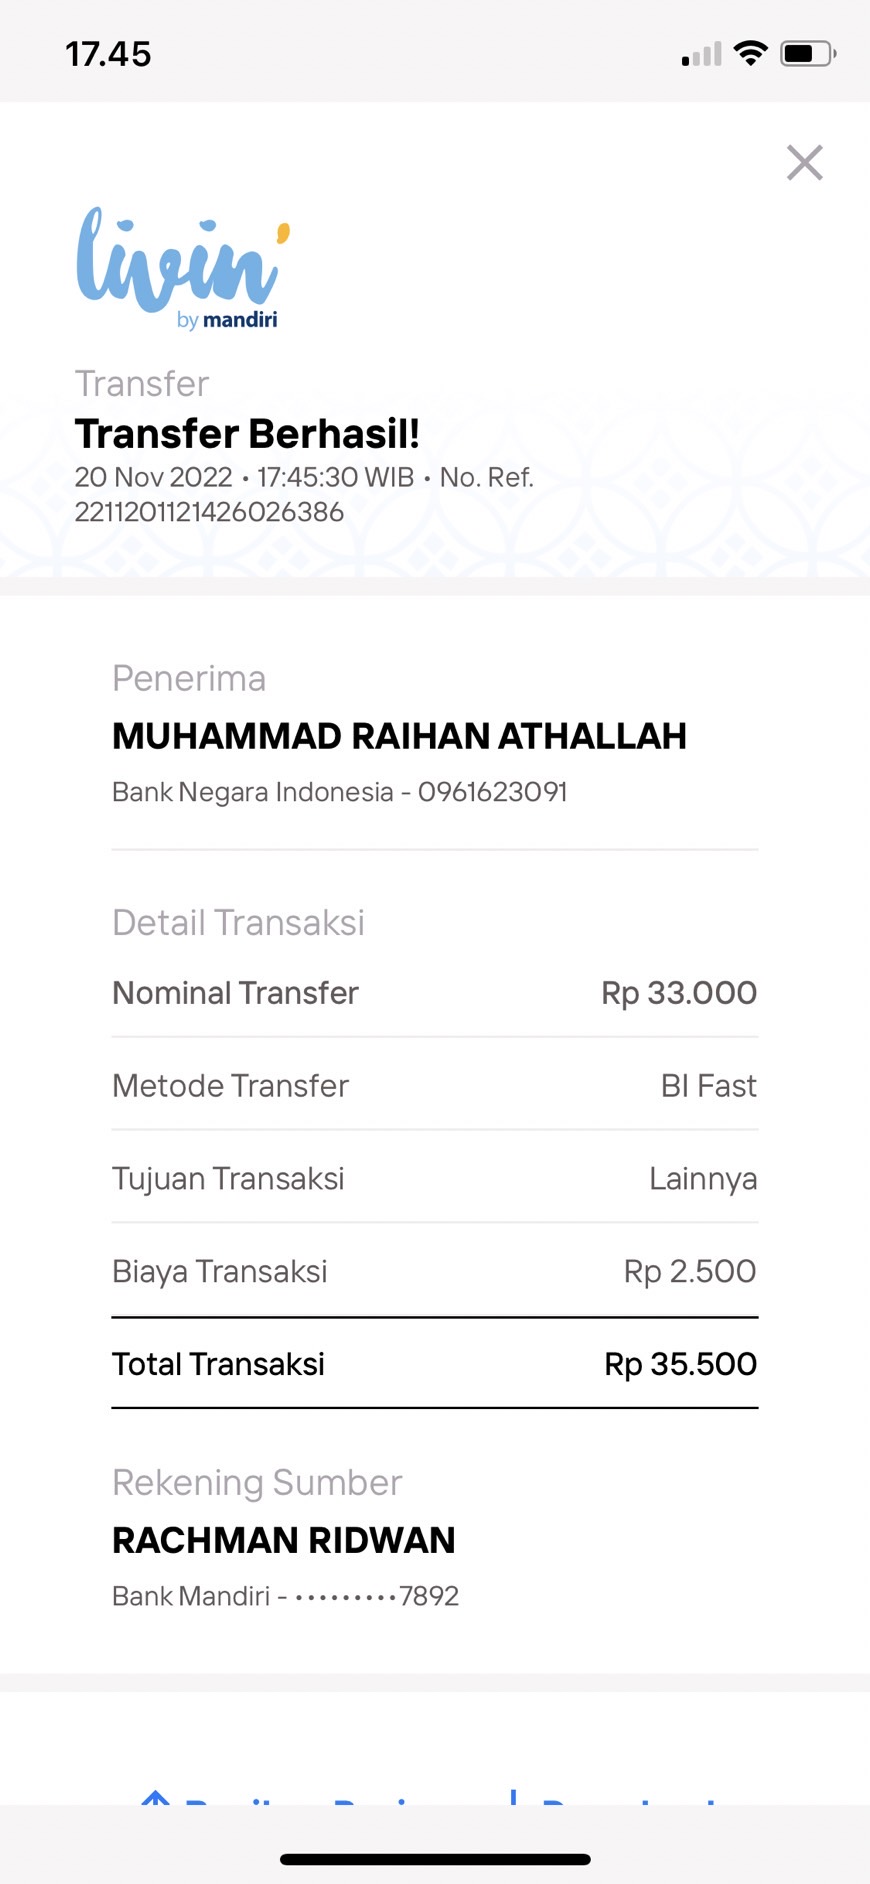 17.45
livin'
by mandiri
Transfer
Transfer Berhasil!
20 Nov 2022 • 17:45:30 WIB • No. Ref.
2211201121426026386
Penerima
MUHAMMAD RAIHAN ATHALLAH
Bank Negara Indonesia - 0961623091
Detail Transaksi
Nominal Transfer Rp 33.000
Metode Transfer BI Fast
Tujuan Transaksi Lainnya
Biaya Transaksi Rp 2.500
Total Transaksi Rp 35.500
Rekening Sumber
RACHMAN RIDWAN
Bank Mandiri - •••••••••7892